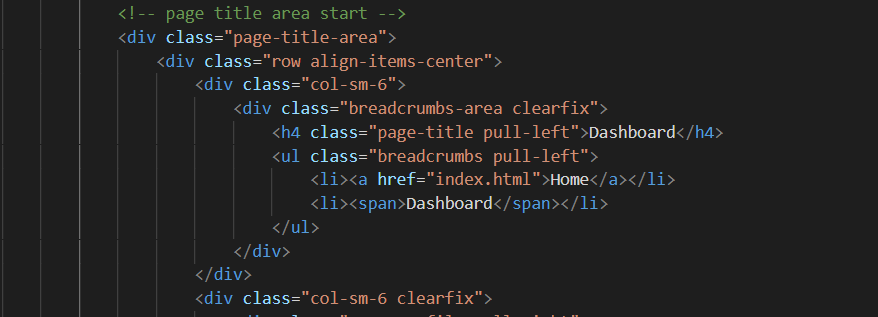 <!-- page title area start -->
<div class="page-title-area">
<div class="row align-items-center">
<div class="col-sm-6">
<div class="breadcrumbs-area clearfix">
<h4 class="page-title pull-left">Dashboard</h4>
<ul class="breadcrumbs pull-left">
<li><a href="index.html">Home</a></li>
<li><span>Dashboard</span></li>
</ul>
</div>
</div>
<div class="col-sm-6 clearfix">